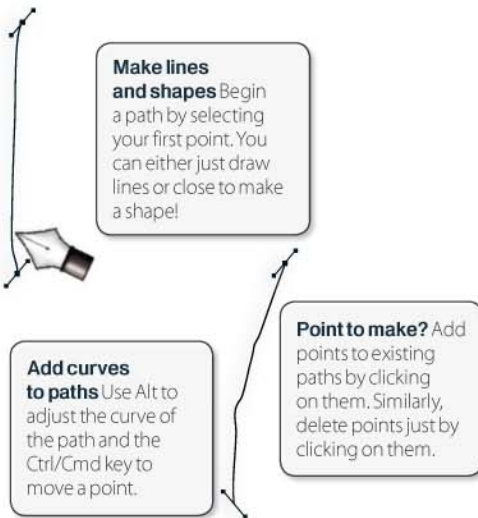 Make lines
and shapes Begin
a path by selecting
your first point. You
can either just draw
lines or close to make
a shape!
Add curves
to paths Use Alt to
adjust the curve of
the path and the
Ctrl/Cmd key to
move a point.
Point to make? Add
points to existing
paths by clicking
on them. Similarly,
delete points just by
clicking on them.